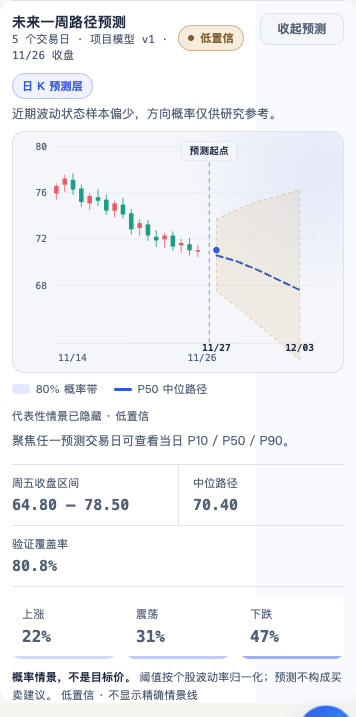 未来一周路径预测
5 个交易日 · 项目模型 v1 ·
11/26 收盘
低置信
收起预测
日 K 预测层
近期波动状态样本偏少，方向概率仅供研究参考。
预测起点
80
76
72
68
11/14
11/26
11/27
12/03
80% 概率带
P50 中位路径
代表性情景已隐藏 · 低置信
聚焦任一预测交易日可查看当日 P10 / P50 / P90。
周五收盘区间
64.80 — 78.50
中位路径
70.40
验证覆盖率
80.8%
上涨
22%
震荡
31%
下跌
47%
概率情景，不是目标价。 阈值按个股波动率归一化；预测不构成买
卖建议。 低置信 · 不显示精确情景线